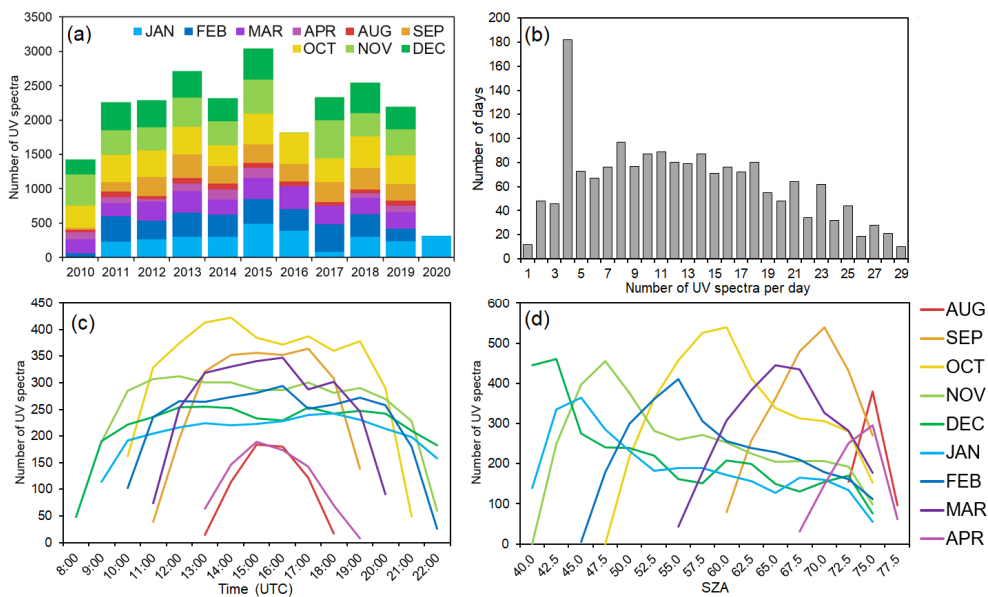 (a)
JAN FEB MAR APR AUG SEP
OCT NOV DEC
Number of UV spectra
3500
3000
2500
2000
1500
1000
500
0
2010 2011 2012 2013 2014 2015 2016 2017 2018 2019 2020
(b)
Number of days
200
180
160
140
120
100
80
60
40
20
0
1 3 5 7 9 11 13 15 17 19 21 23 25 27 29
Number of UV spectra per day
(c)
Number of UV spectra
450
400
350
300
250
200
150
100
50
0
8:00 9:00 10:00 11:00 12:00 13:00 14:00 15:00 16:00 17:00 18:00 19:00 20:00 21:00 22:00
Time (UTC)
(d)
Number of UV spectra
600
500
400
300
200
100
0
40.0 42.5 45.0 47.5 50.0 52.5 55.0 57.5 60.0 62.5 65.0 67.5 70.0 72.5 75.0 77.5
SZA
AUG
SEP
OCT
NOV
DEC
JAN
FEB
MAR
APR